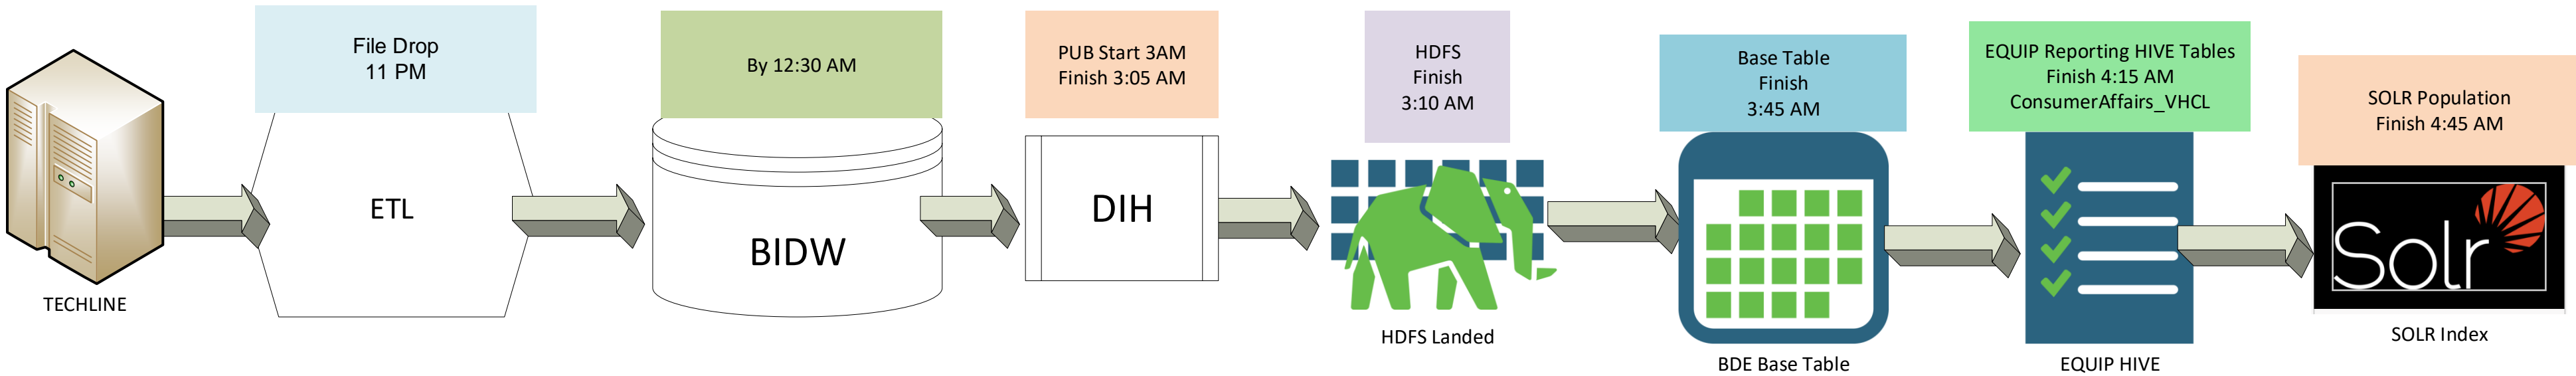 File Drop
11 PM
By 12:30 AM
PUB Start 3AM
Finish 3:05 AM
HDFS
Finish
3:10 AM
Base Table
Finish
3:45 AM
EQUIP Reporting HIVE Tables
Finish 4:15 AM
ConsumerAffairs_VHCL
SOLR Population
Finish 4:45 AM
TECHLINE
ETL
BIDW
DIH
HDFS Landed
BDE Base Table
EQUIP HIVE
Solr
SOLR Index